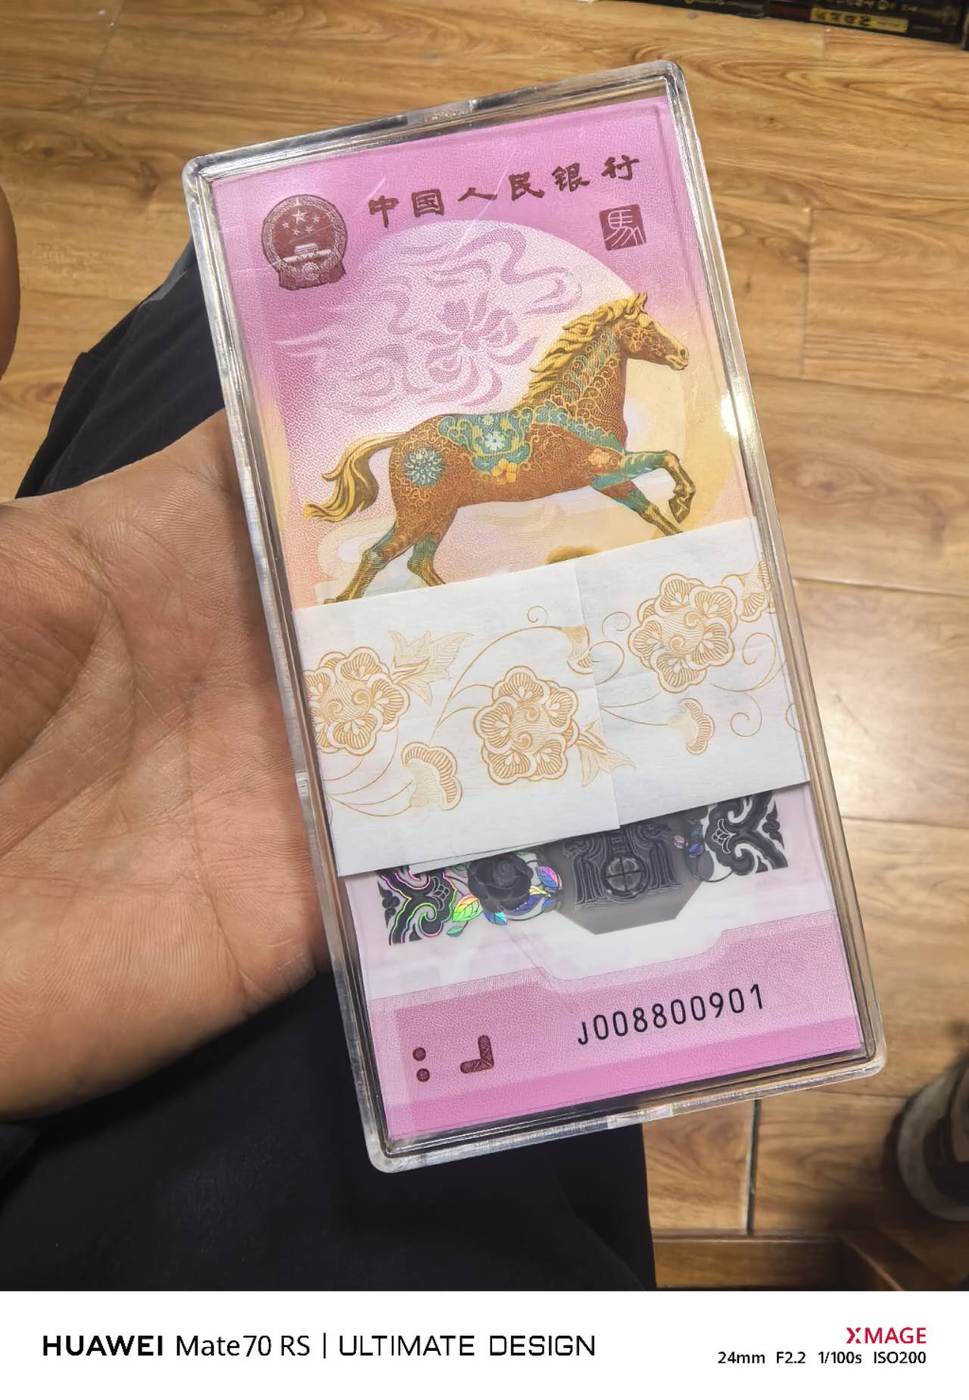 中国人民银行
馬
J008800901
HUAWEI Mate70 RS | ULTIMATE DESIGN
XMAGE
24mm F2.2 1/100s ISO200